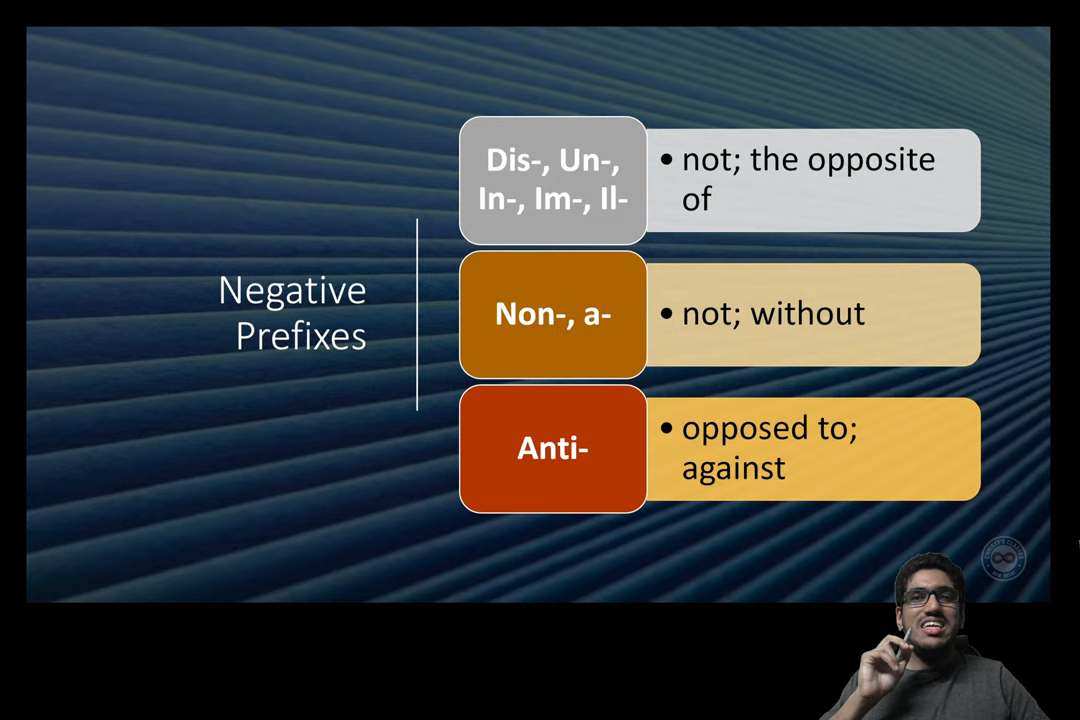 Negative
Prefixes
Dis-, Un-,
In-, Im-, Il-
• not; the opposite
of
Non-, a-
• not; without
Anti-
• opposed to;
against